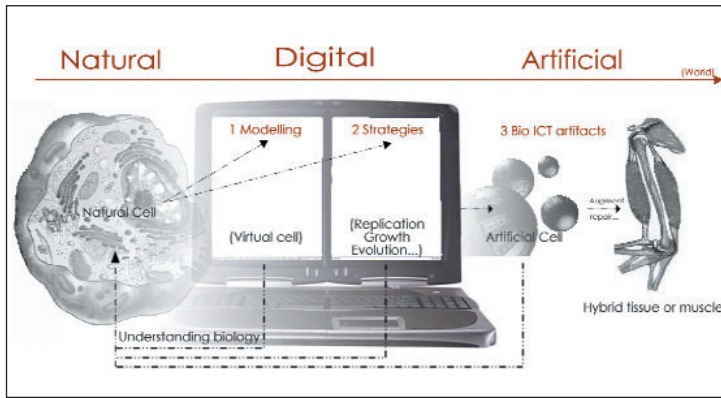 Natural
Digital
Artificial
(World)
1 Modelling
2 Strategies
3 Bio ICT artifacts
Natural Cell
(Virtual cell)
(Replication
Growth
Evolution...)
Artificial Cell
Augment
repair...
Hybrid tissue or muscle
Understanding biology